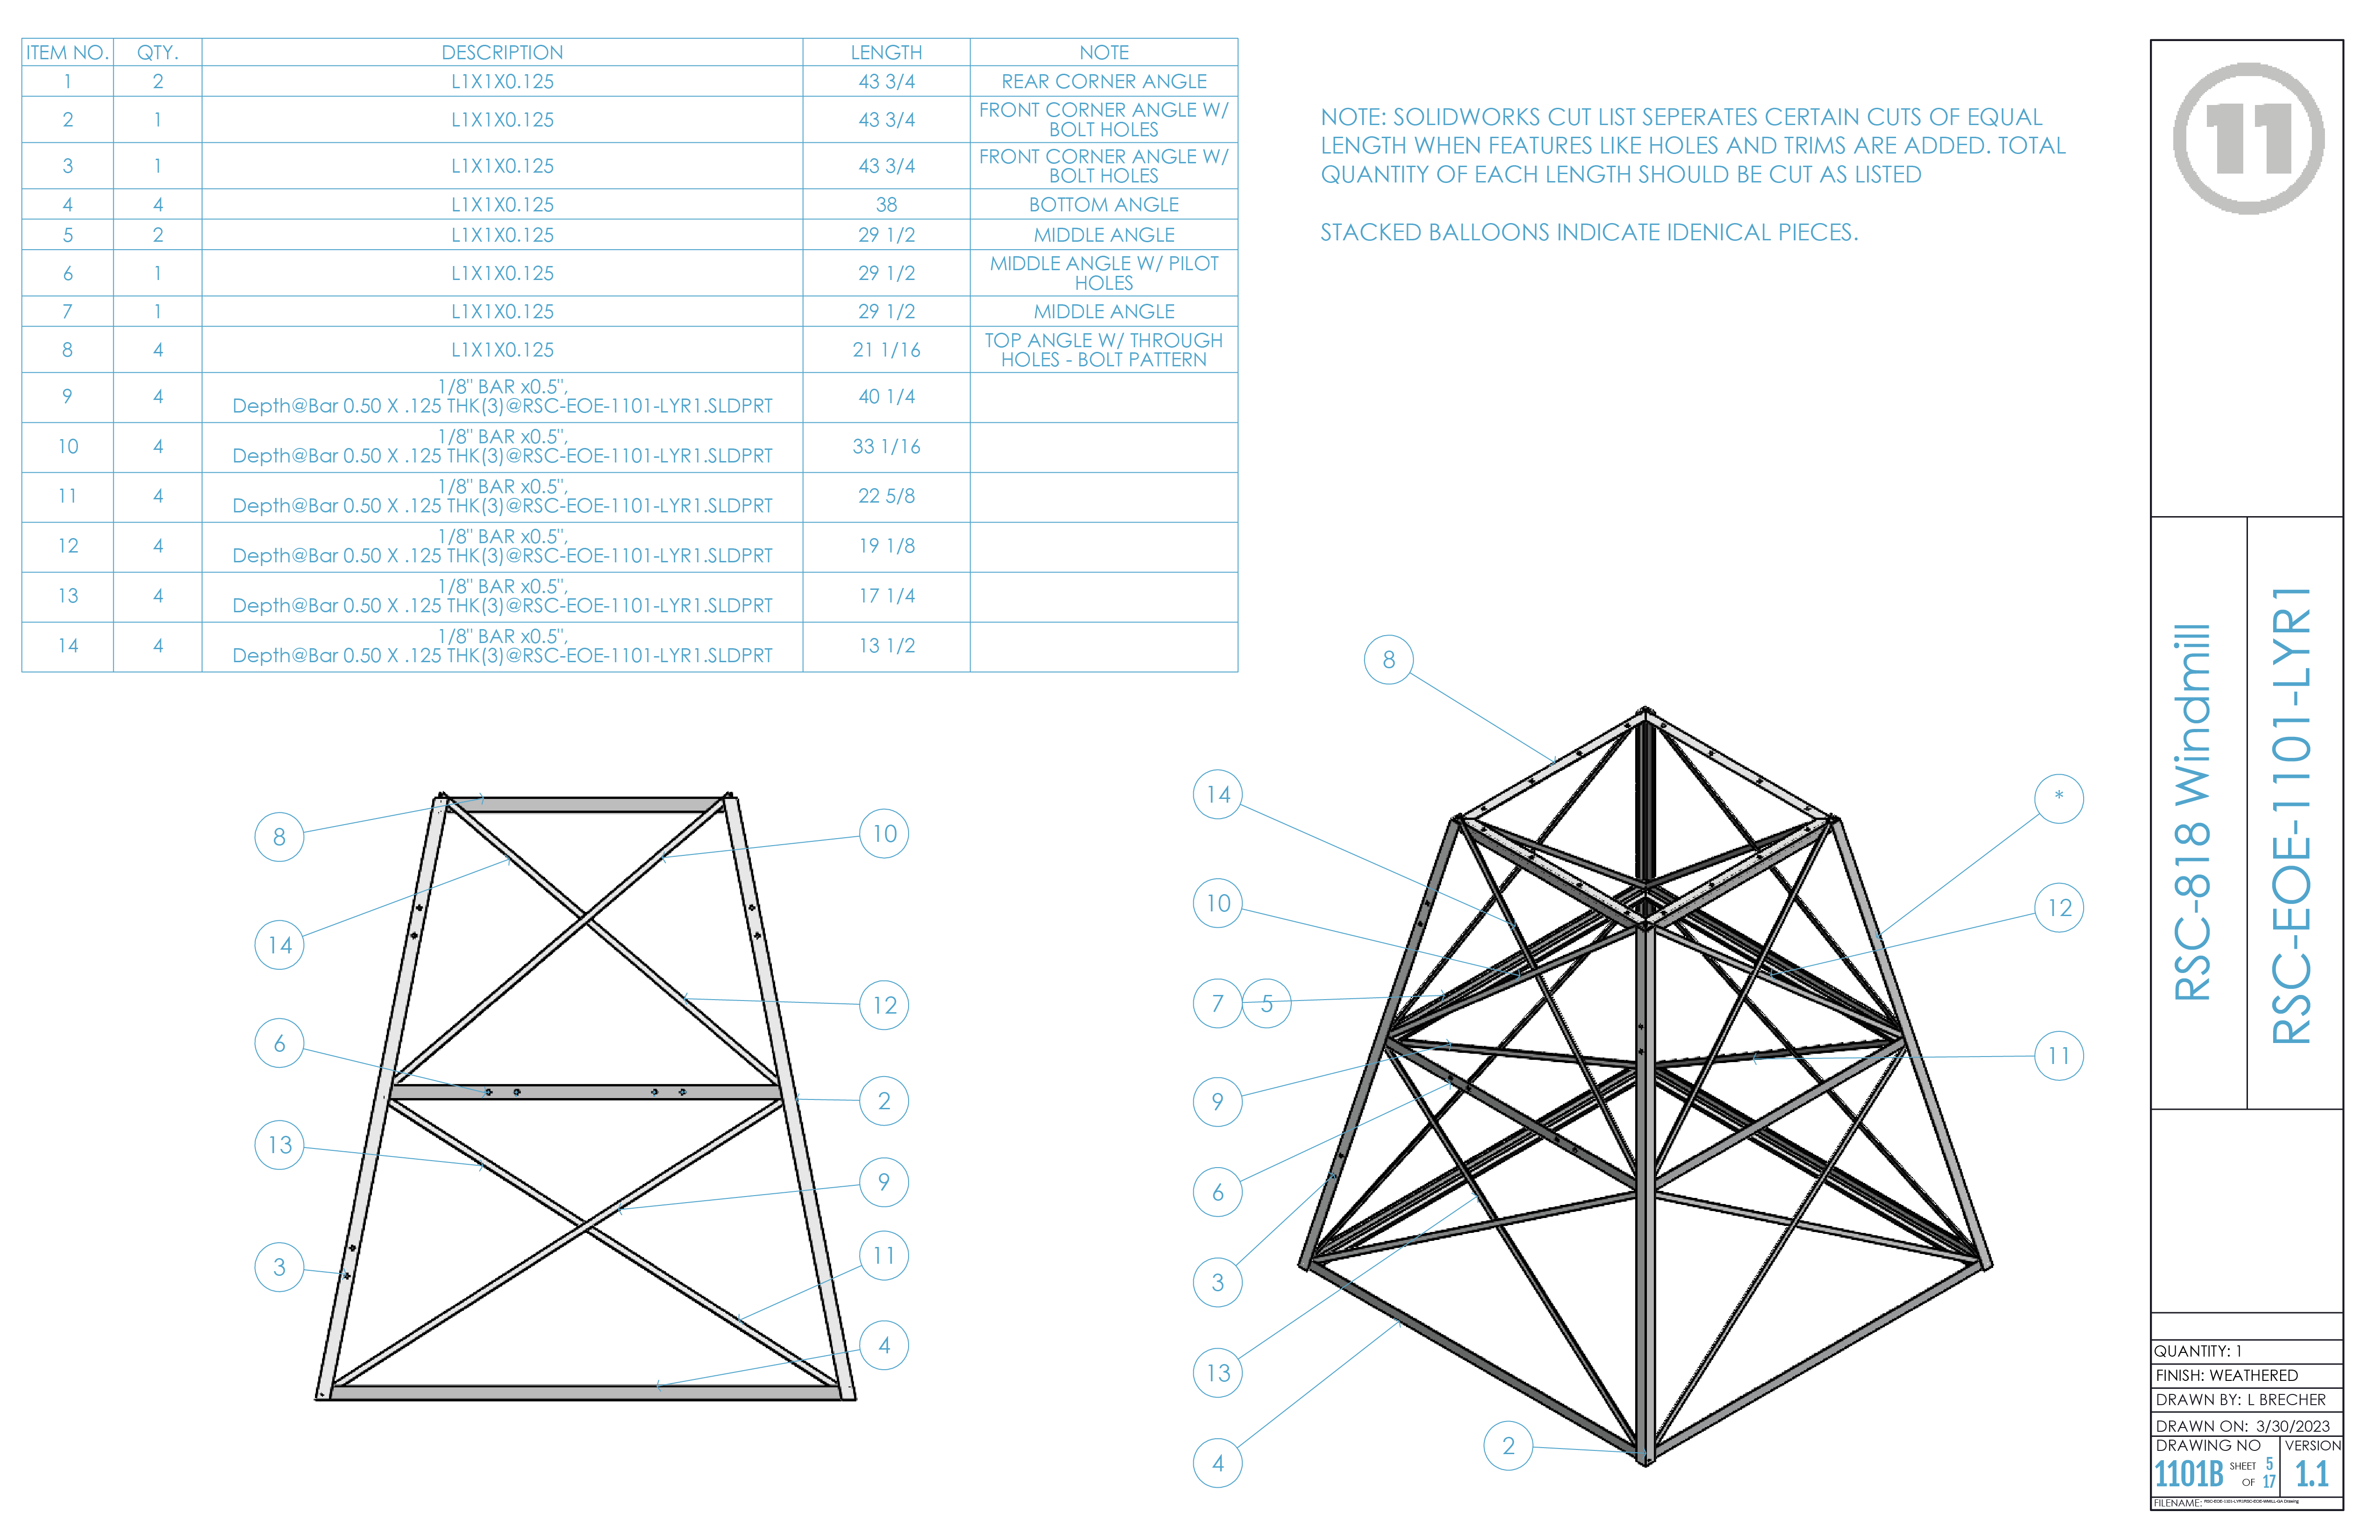 ITEM NO. QTY. DESCRIPTION LENGTH NOTE
1 2 L1X1X0.125 43 3/4 REAR CORNER ANGLE
2 1 L1X1X0.125 43 3/4 FRONT CORNER ANGLE W/
BOLT HOLES
3 1 L1X1X0.125 43 3/4 FRONT CORNER ANGLE W/
BOLT HOLES
4 4 L1X1X0.125 38 BOTTOM ANGLE
5 2 L1X1X0.125 29 1/2 MIDDLE ANGLE
6 1 L1X1X0.125 29 1/2 MIDDLE ANGLE W/ PILOT
HOLES
7 1 L1X1X0.125 29 1/2 MIDDLE ANGLE
8 4 L1X1X0.125 21 1/16 TOP ANGLE W/ THROUGH
HOLES - BOLT PATTERN
9 4 1/8" BAR x0.5", 40 1/4
Depth@Bar 0.50 X .125 THK(3)@RSC-EOE-1101-LYR1.SLDPRT
10 4 1/8" BAR x0.5", 33 1/16
Depth@Bar 0.50 X .125 THK(3)@RSC-EOE-1101-LYR1.SLDPRT
11 4 1/8" BAR x0.5", 22 5/8
Depth@Bar 0.50 X .125 THK(3)@RSC-EOE-1101-LYR1.SLDPRT
12 4 1/8" BAR x0.5", 19 1/8
Depth@Bar 0.50 X .125 THK(3)@RSC-EOE-1101-LYR1.SLDPRT
13 4 1/8" BAR x0.5", 17 1/4
Depth@Bar 0.50 X .125 THK(3)@RSC-EOE-1101-LYR1.SLDPRT
14 4 1/8" BAR x0.5", 13 1/2
Depth@Bar 0.50 X .125 THK(3)@RSC-EOE-1101-LYR1.SLDPRT
NOTE: SOLIDWORKS CUT LIST SEPERATES CERTAIN CUTS OF EQUAL
LENGTH WHEN FEATURES LIKE HOLES AND TRIMS ARE ADDED. TOTAL
QUANTITY OF EACH LENGTH SHOULD BE CUT AS LISTED
STACKED BALLOONS INDICATE IDENICAL PIECES.
8
14
6
13
3
10
12
2
9
11
4
8
14
10
7 5
9
6
3
13
4
2
*
12
11
11
RSC-818 Windmill
RSC-EOE-1101-LYR1
QUANTITY: 1
FINISH: WEATHERED
DRAWN BY: L BRECHER
DRAWN ON: 3/30/2023
DRAWING NO VERSION
1101B SHEET 5 OF 17 1.1
FILENAME: